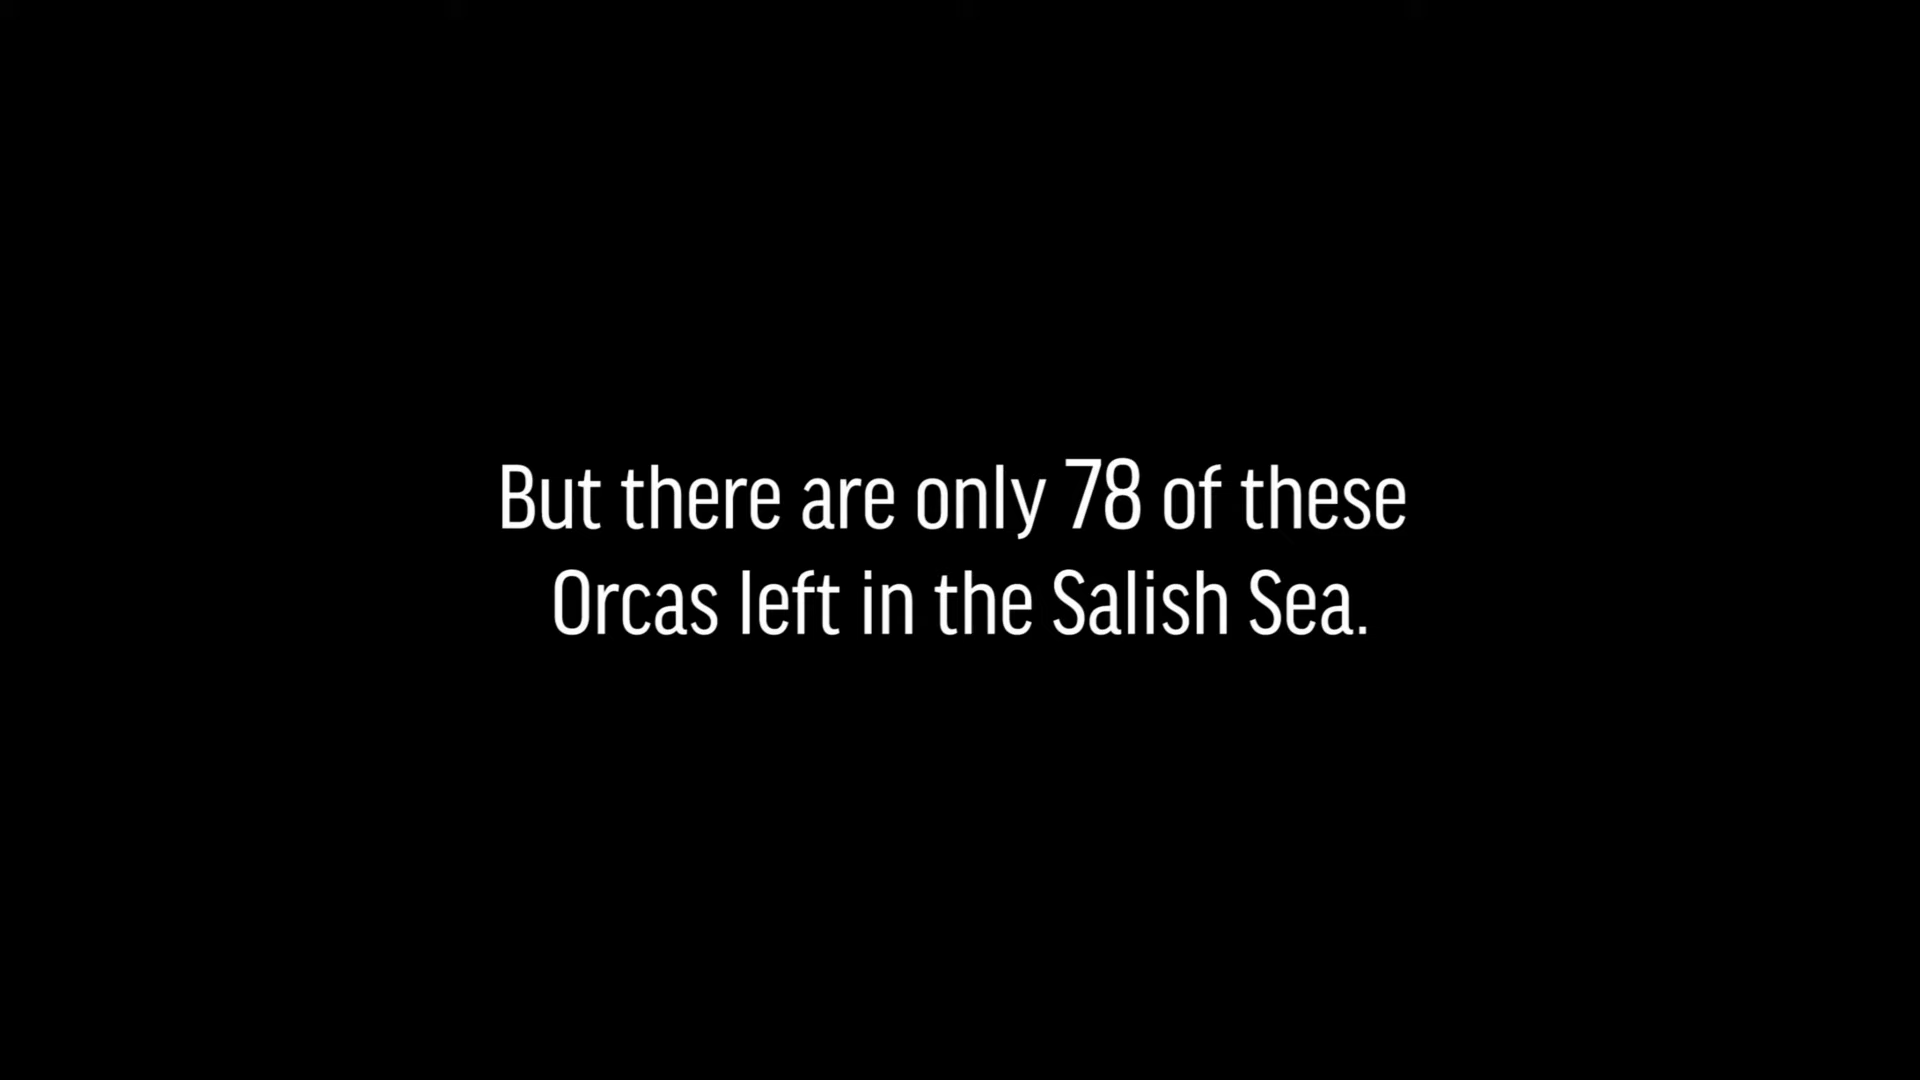 But there are only 78 of these
Orcas left in the Salish Sea.